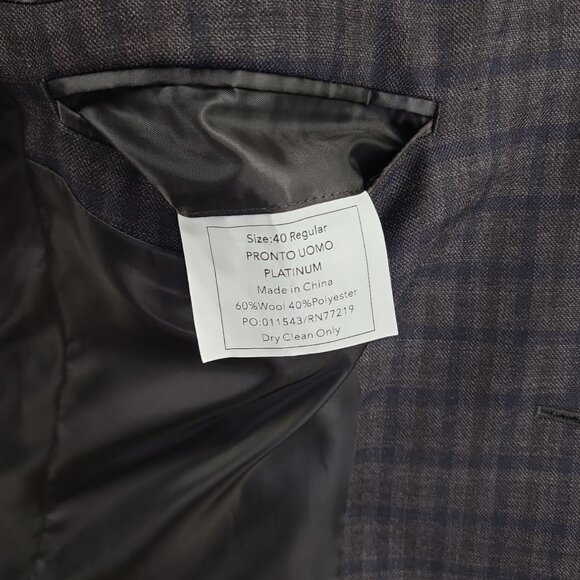 Size:40 Regular
PRONTO UOMO
PLATINUM
Made in China
60%Wool 40%Polyester
PO:011543/RN77219
Dry Clean Only